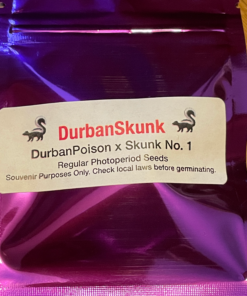 DurbanSkunk
DurbanPoison x Skunk No. 1
Regular Photoperiod Seeds
Souvenir Purposes Only. Check local laws before germinating.